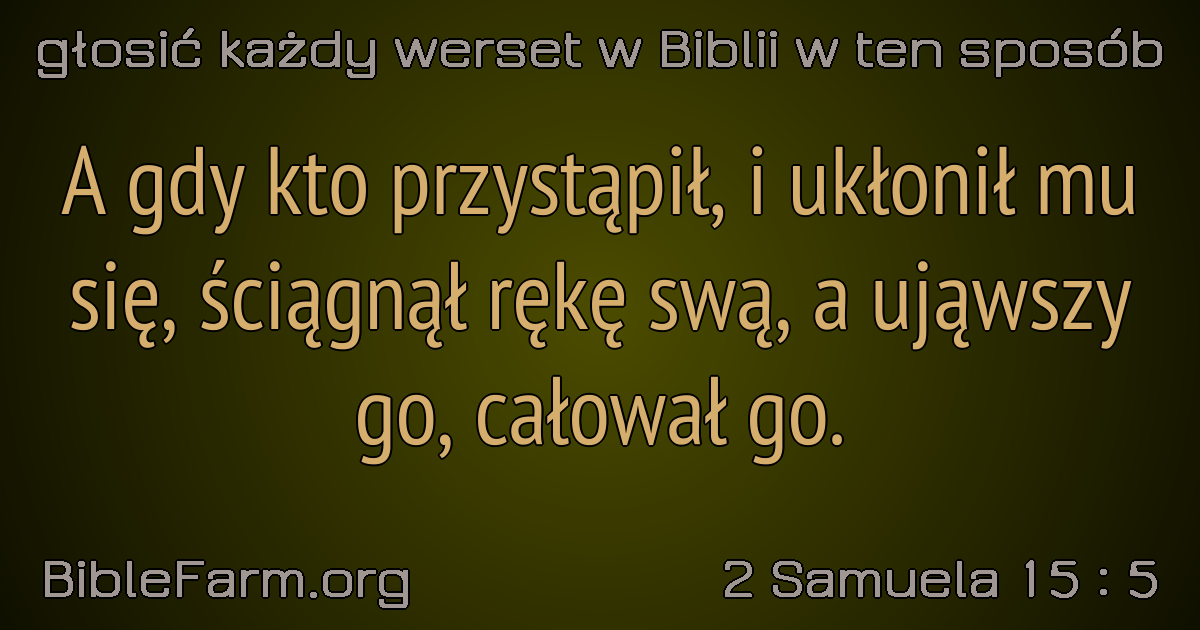 głosić każdy werset w Biblii w ten sposób
A gdy kto przystąpił, i ukłonił mu
się, ściągnął rękę swą, a ująwszy
go, całował go.
BibleFarm.org
2 Samuela 15 : 5